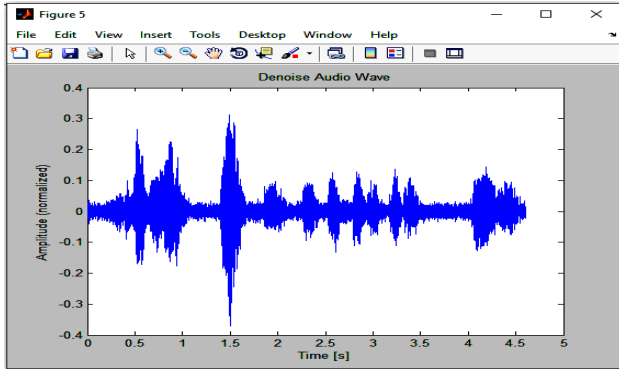 Figure 5
File Edit View Insert Tools Desktop Window Help
Denoise Audio Wave
0.4
0.3
0.2
0.1
0
-0.1
-0.2
-0.3
-0.4
Amplitude (normalized)
0 0.5 1 1.5 2 2.5 3 3.5 4 4.5 5
Time [s]